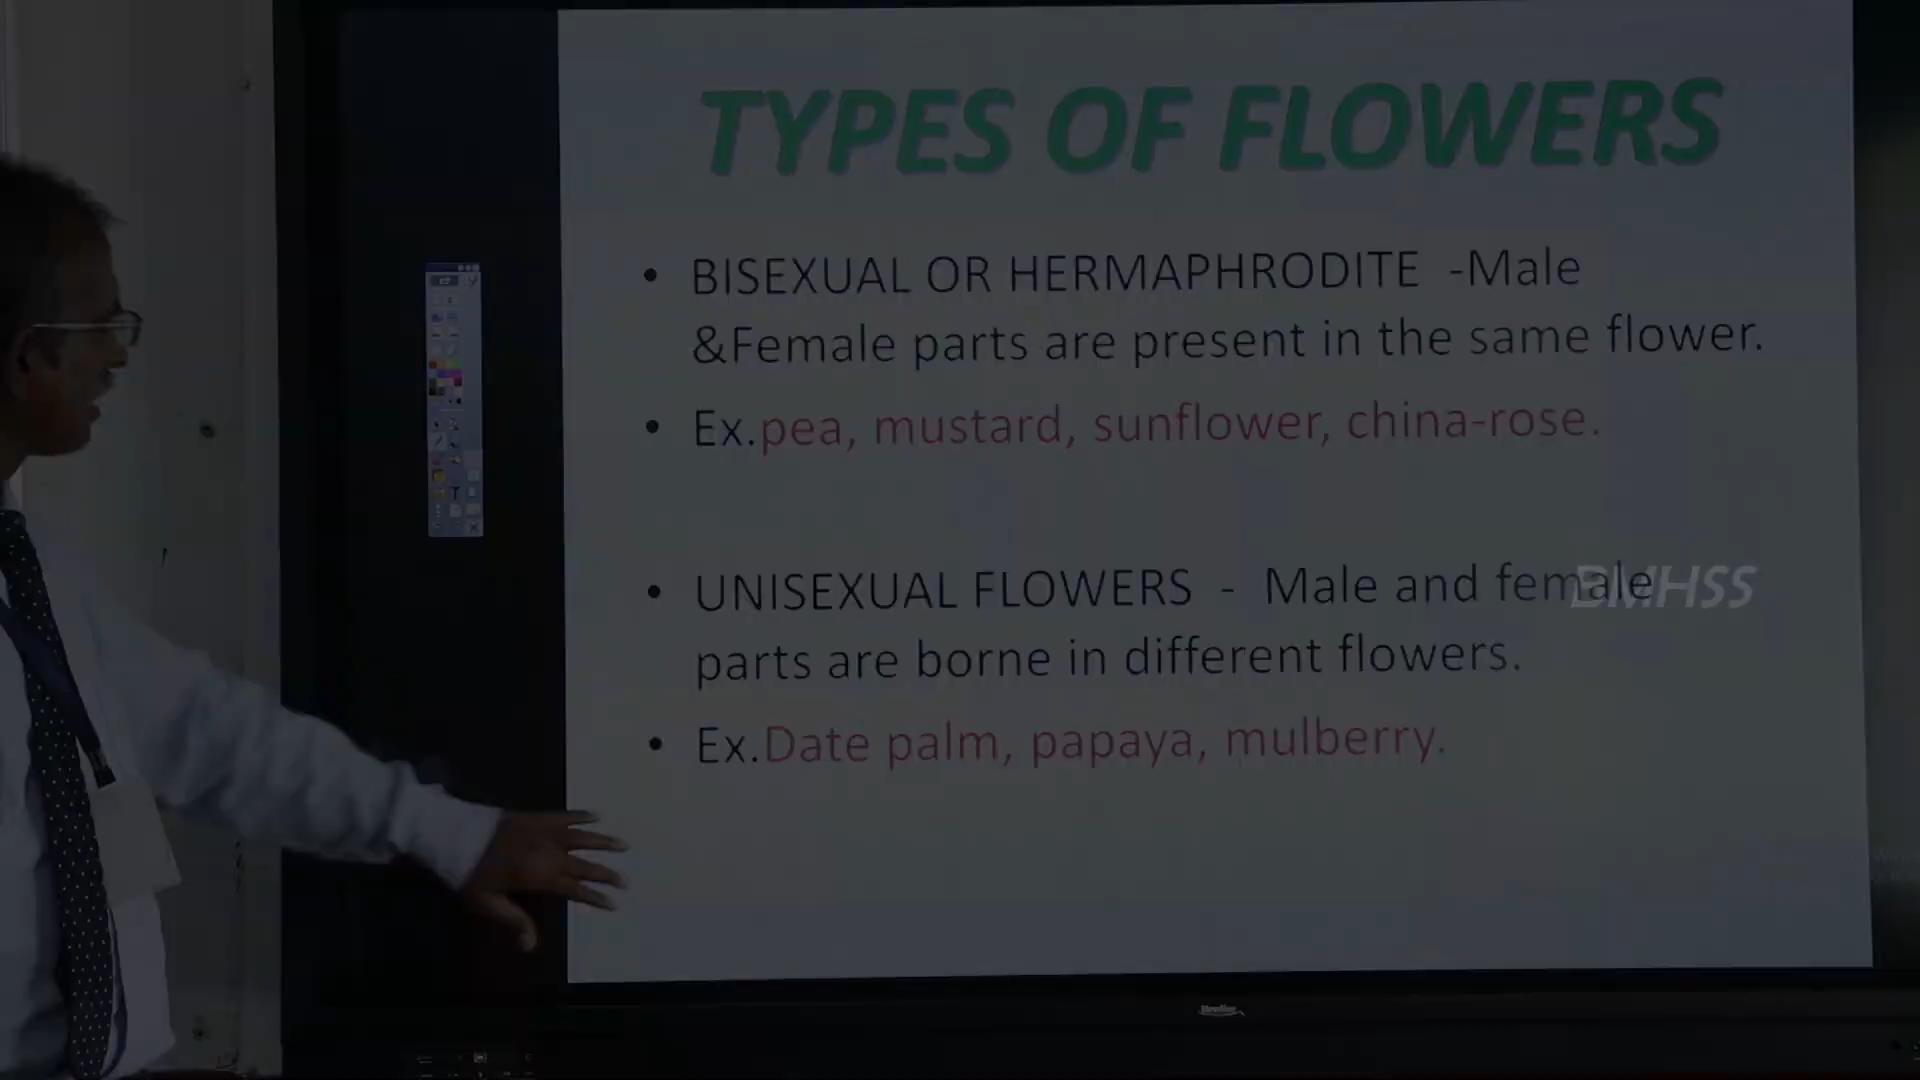 TYPES OF FLOWERS
• BISEXUAL OR HERMAPHRODITE -Male
&Female parts are present in the same flower.
• Ex.pea, mustard, sunflower, china-rose.
• UNISEXUAL FLOWERS - Male and female
parts are borne in different flowers.
• Ex.Date palm, papaya, mulberry.
BMHSS